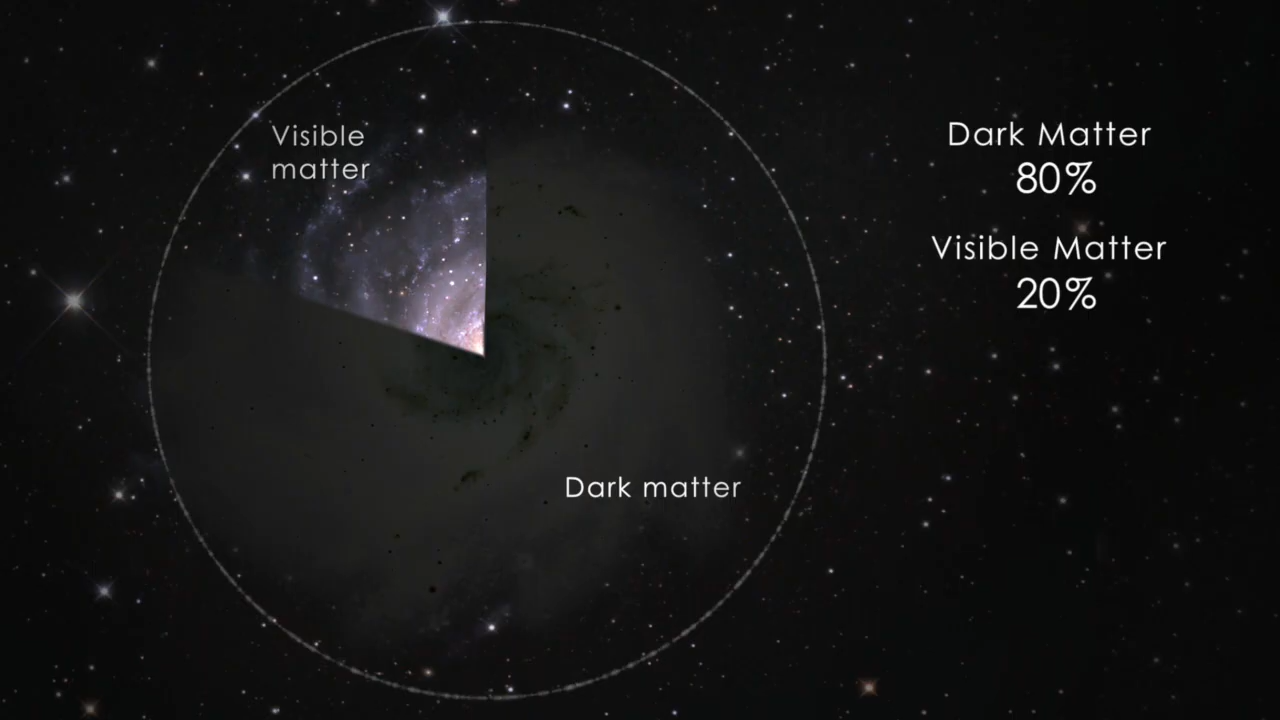 Visible
matter
Dark matter
Dark Matter
80%
Visible Matter
20%